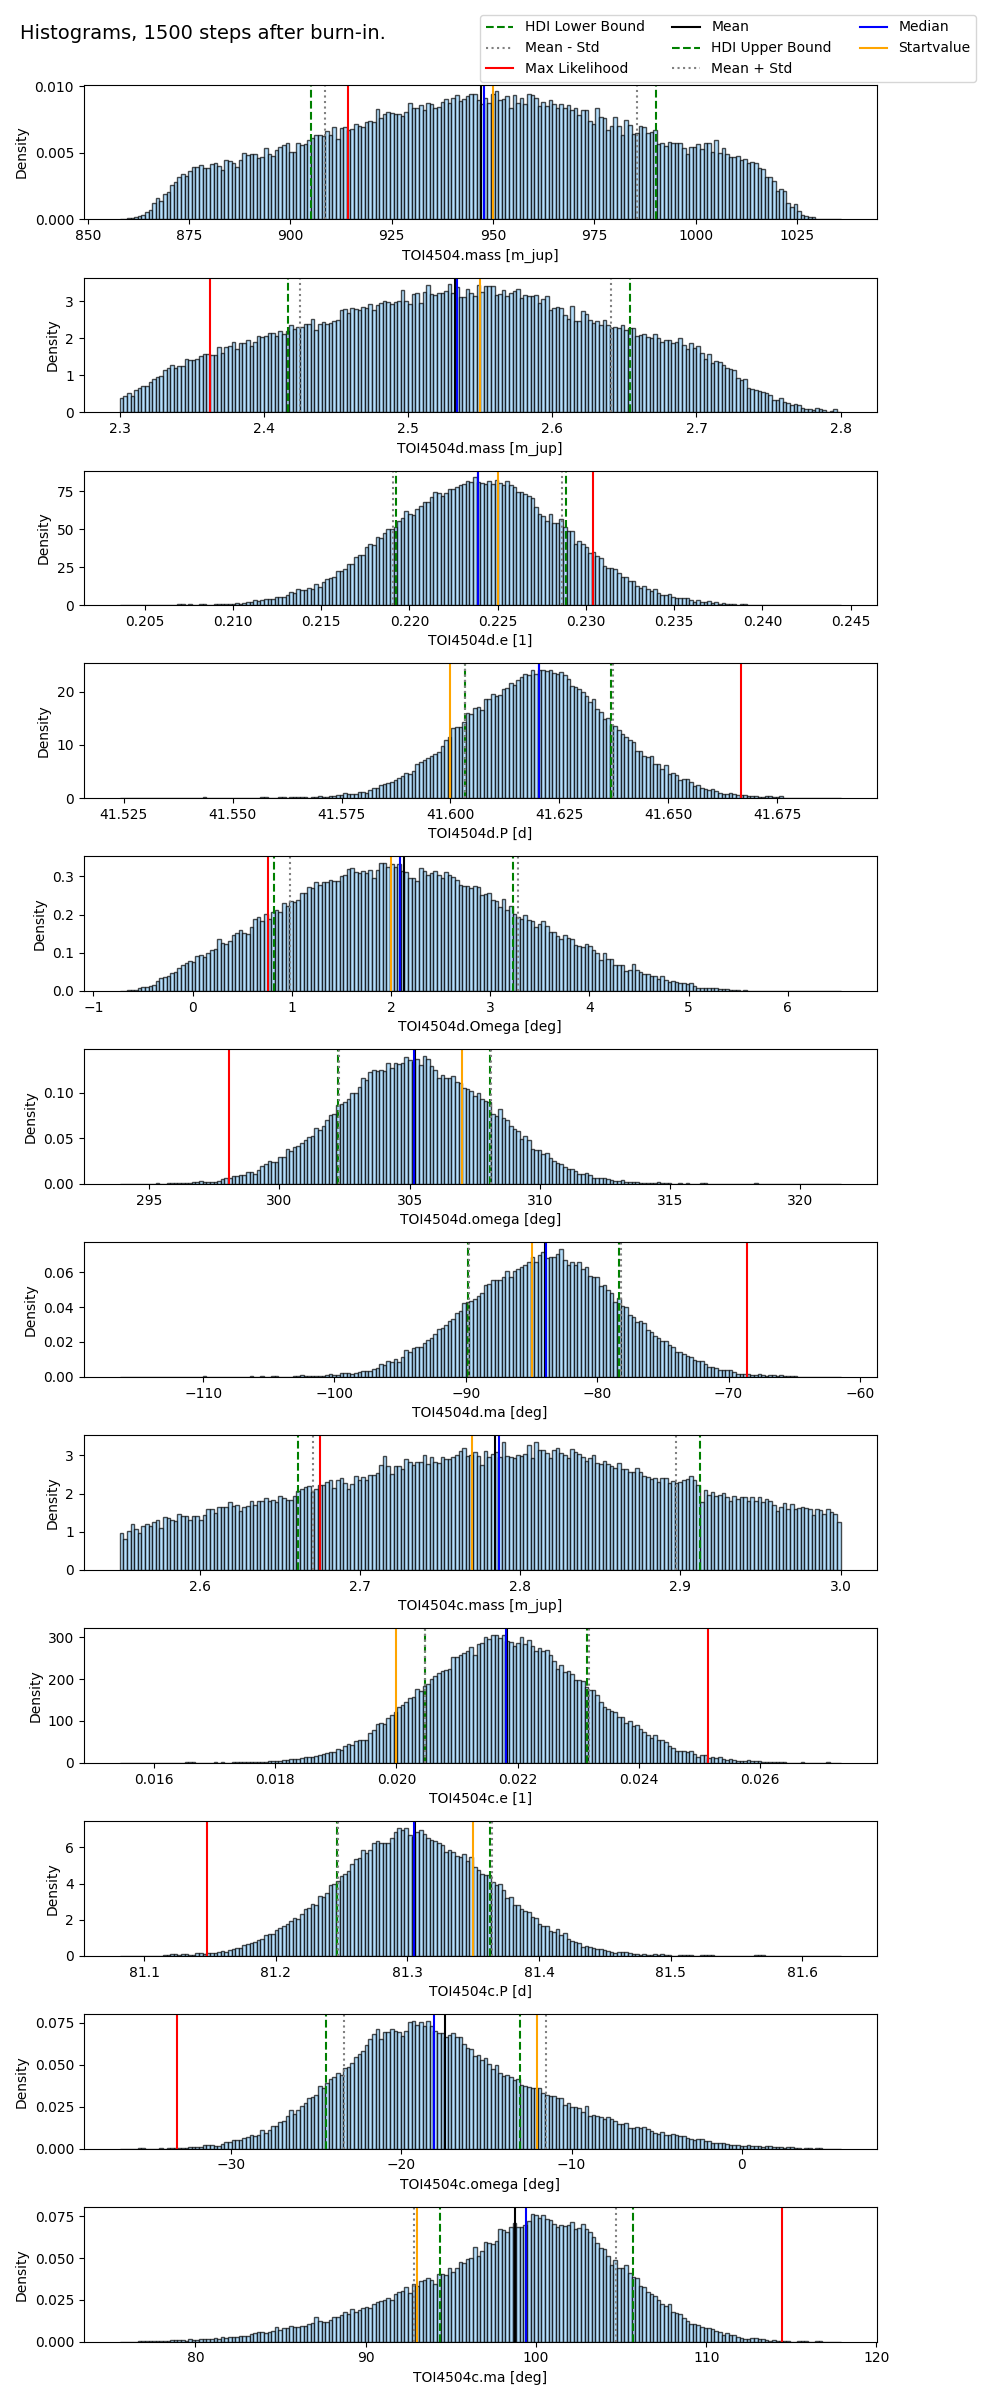 Histograms, 1500 steps after burn-in.
HDI Lower Bound Mean Median
Mean - Std HDI Upper Bound Startvalue
Max Likelihood Mean + Std
0.010
0.005
0.000
Density
850 875 900 925 950 975 1000 1025
TOI4504.mass [m_jup]
3
2
1
0
Density
2.3 2.4 2.5 2.6 2.7 2.8
TOI4504d.mass [m_jup]
75
50
25
0
Density
0.205 0.210 0.215 0.220 0.225 0.230 0.235 0.240 0.245
TOI4504d.e [1]
20
10
0
Density
41.525 41.550 41.575 41.600 41.625 41.650 41.675
TOI4504d.P [d]
0.3
0.2
0.1
0.0
Density
−1 0 1 2 3 4 5 6
TOI4504d.Omega [deg]
0.10
0.05
0.00
Density
295 300 305 310 315 320
TOI4504d.omega [deg]
0.06
0.04
0.02
0.00
Density
−110 −100 −90 −80 −70 −60
TOI4504d.ma [deg]
3
2
1
0
Density
2.6 2.7 2.8 2.9 3.0
TOI4504c.mass [m_jup]
300
200
100
0
Density
0.016 0.018 0.020 0.022 0.024 0.026
TOI4504c.e [1]
6
4
2
0
Density
81.1 81.2 81.3 81.4 81.5 81.6
TOI4504c.P [d]
0.075
0.050
0.025
0.000
Density
−30 −20 −10 0
TOI4504c.omega [deg]
0.075
0.050
0.025
0.000
Density
80 90 100 110 120
TOI4504c.ma [deg]